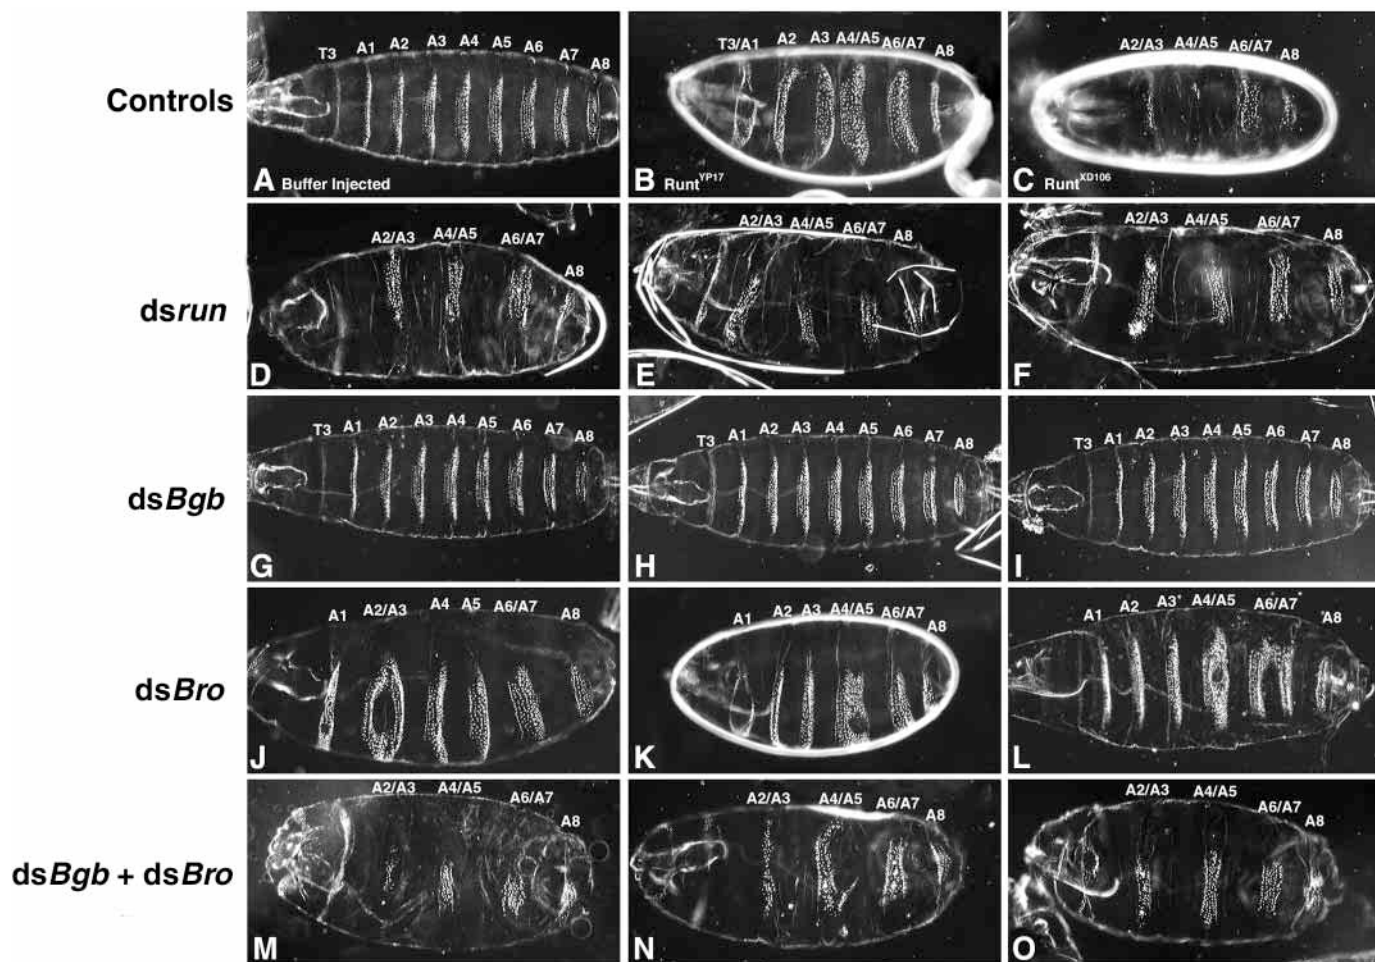 Controls
T3 A1 A2 A3 A4 A5 A6 A7 A8
A Buffer Injected
T3/A1 A2 A3 A4/A5 A6/A7 A8
B Runt^YP17
A2/A3 A4/A5 A6/A7 A8
C Runt^XD106
dsrun
A2/A3 A4/A5 A6/A7 A8
D
A2/A3 A4/A5 A6/A7 A8
E
A2/A3 A4/A5 A6/A7 A8
F
dsBgb
T3 A1 A2 A3 A4 A5 A6 A7 A8
G
T3 A1 A2 A3 A4 A5 A6 A7 A8
H
T3 A1 A2 A3 A4 A5 A6 A7 A8
I
dsBro
A1 A2/A3 A4 A5 A6/A7 A8
J
A1 A2 A3 A4/A5 A6/A7 A8
K
A1 A2 A3* A4/A5 A6/A7 A8
L
dsBgb + dsBro
A2/A3 A4/A5 A6/A7 A8
M
A2/A3 A4/A5 A6/A7 A8
N
A2/A3 A4/A5 A6/A7 A8
O